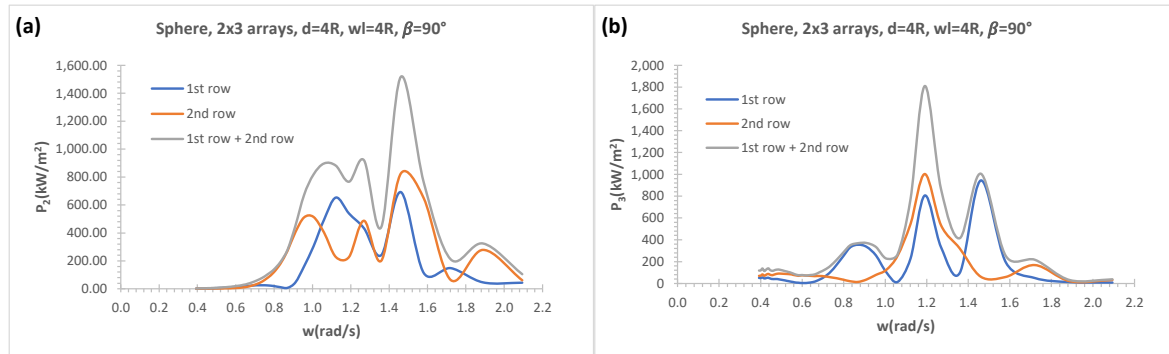 (a)
Sphere, 2x3 arrays, d=4R, wl=4R, β=90°
P2(kW/m²)
1,600.00
1,400.00
1,200.00
1,000.00
800.00
600.00
400.00
200.00
0.00
1st row
2nd row
1st row + 2nd row
0.0 0.2 0.4 0.6 0.8 1.0 1.2 1.4 1.6 1.8 2.0 2.2
w(rad/s)
(b)
Sphere, 2x3 arrays, d=4R, wl=4R, β=90°
P3(kW/m²)
2,000
1,800
1,600
1,400
1,200
1,000
800
600
400
200
0
1st row
2nd row
1st row + 2nd row
0.0 0.2 0.4 0.6 0.8 1.0 1.2 1.4 1.6 1.8 2.0 2.2
w(rad/s)